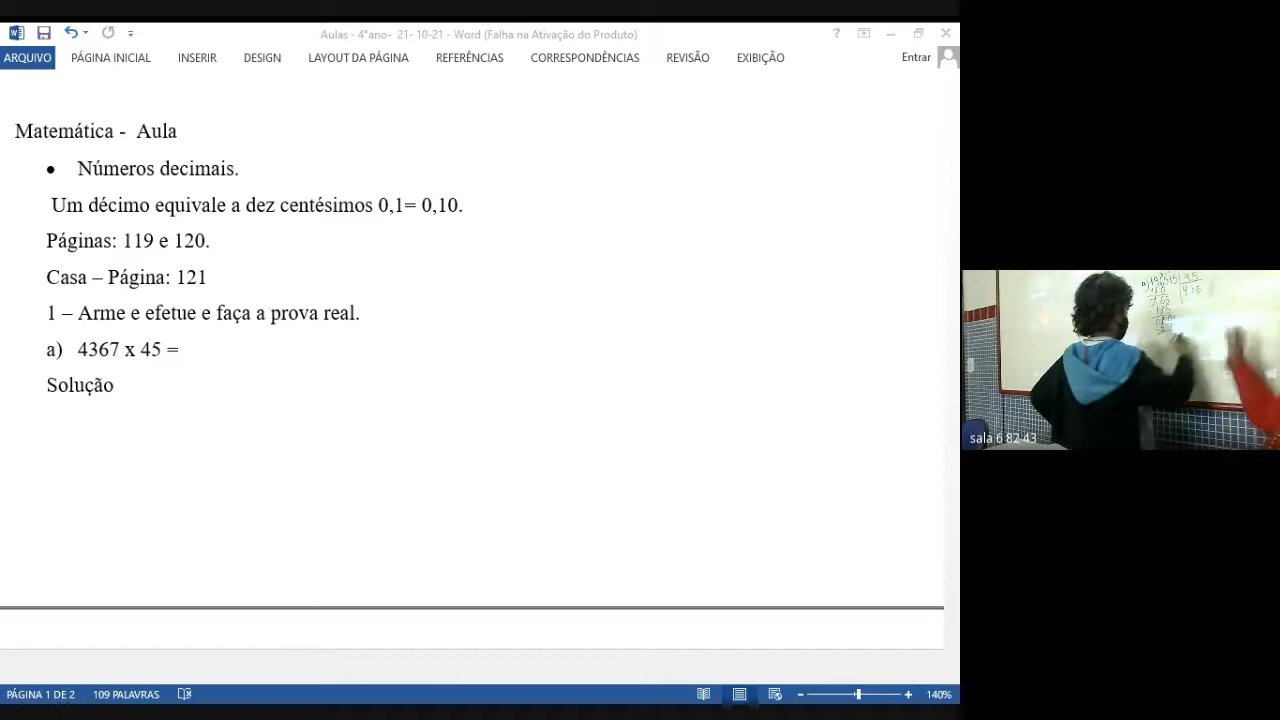 Aulas - 4°ano- 21- 10-21 - Word (Falha na Ativação do Produto)
?
ARQUIVO PÁGINA INICIAL INSERIR DESIGN LAYOUT DA PÁGINA REFERÊNCIAS CORRESPONDÊNCIAS REVISÃO EXIBIÇÃO Entrar
Matemática - Aula
• Números decimais.
Um décimo equivale a dez centésimos 0,1= 0,10.
Páginas: 119 e 120.
Casa – Página: 121
1 – Arme e efetue e faça a prova real.
a) 4367 x 45 =
Solução
sala 6 82 43
PÁGINA 1 DE 2 109 PALAVRAS 140%